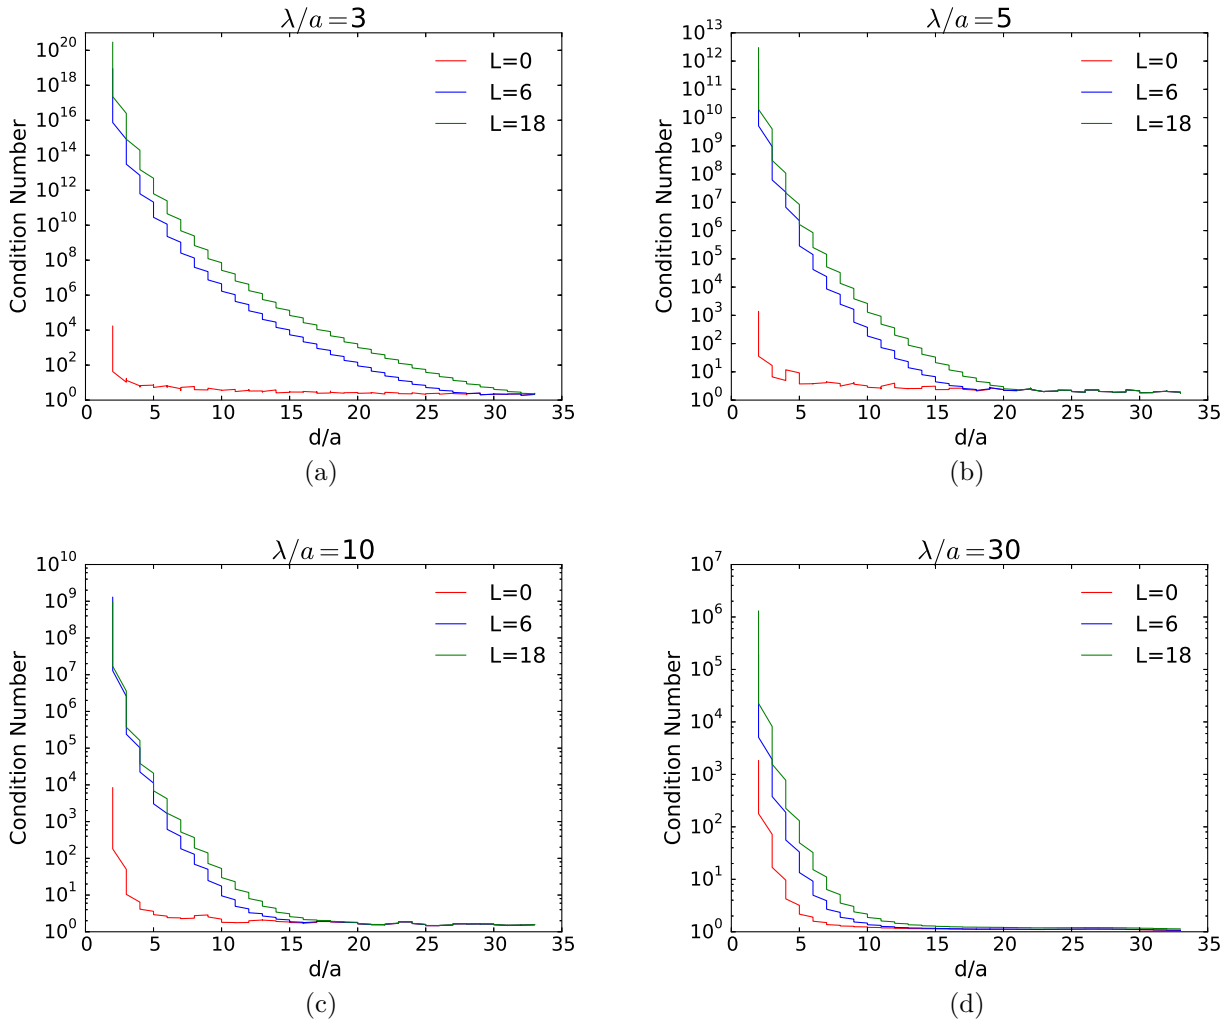 λ/a=3
Condition Number
10^20
10^18
10^16
10^14
10^12
10^10
10^8
10^6
10^4
10^2
10^0
L=0
L=6
L=18
0 5 10 15 20 25 30 35
d/a
(a)
λ/a=5
Condition Number
10^13
10^12
10^11
10^10
10^9
10^8
10^7
10^6
10^5
10^4
10^3
10^2
10^1
10^0
L=0
L=6
L=18
0 5 10 15 20 25 30 35
d/a
(b)
λ/a=10
Condition Number
10^10
10^9
10^8
10^7
10^6
10^5
10^4
10^3
10^2
10^1
10^0
L=0
L=6
L=18
0 5 10 15 20 25 30 35
d/a
(c)
λ/a=30
Condition Number
10^7
10^6
10^5
10^4
10^3
10^2
10^1
10^0
L=0
L=6
L=18
0 5 10 15 20 25 30 35
d/a
(d)